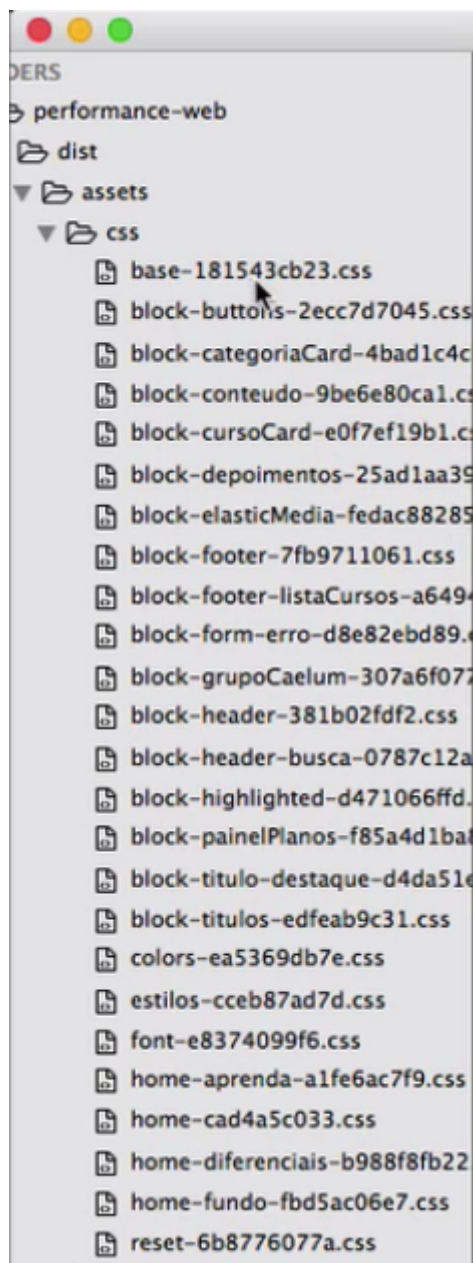 DERS
performance-web
dist
assets
css
base-181543cb23.css
block-buttons-2ecc7d7045.css
block-categoriaCard-4bad1c4c
block-conteudo-9be6e80ca1.cs
block-cursoCard-e0f7ef19b1.c
block-depoimentos-25ad1aa39
block-elasticMedia-fedac88285
block-footer-7fb9711061.css
block-footer-listaCursos-a649
block-form-erro-d8e82ebd89.
block-grupoCaelum-307a6f077
block-header-381b02fdf2.css
block-header-busca-0787c12a
block-highlighted-d471066ffd.
block-painelPlanos-f85a4d1ba8
block-titulo-destaque-d4da51e
block-titulos-edfeab9c31.css
colors-ea5369db7e.css
estilos-cceb87ad7d.css
font-e8374099f6.css
home-aprenda-a1fe6ac7f9.css
home-cad4a5c033.css
home-diferenciais-b988f8fb22
home-fundo-fbd5ac06e7.css
reset-6b8776077a.css